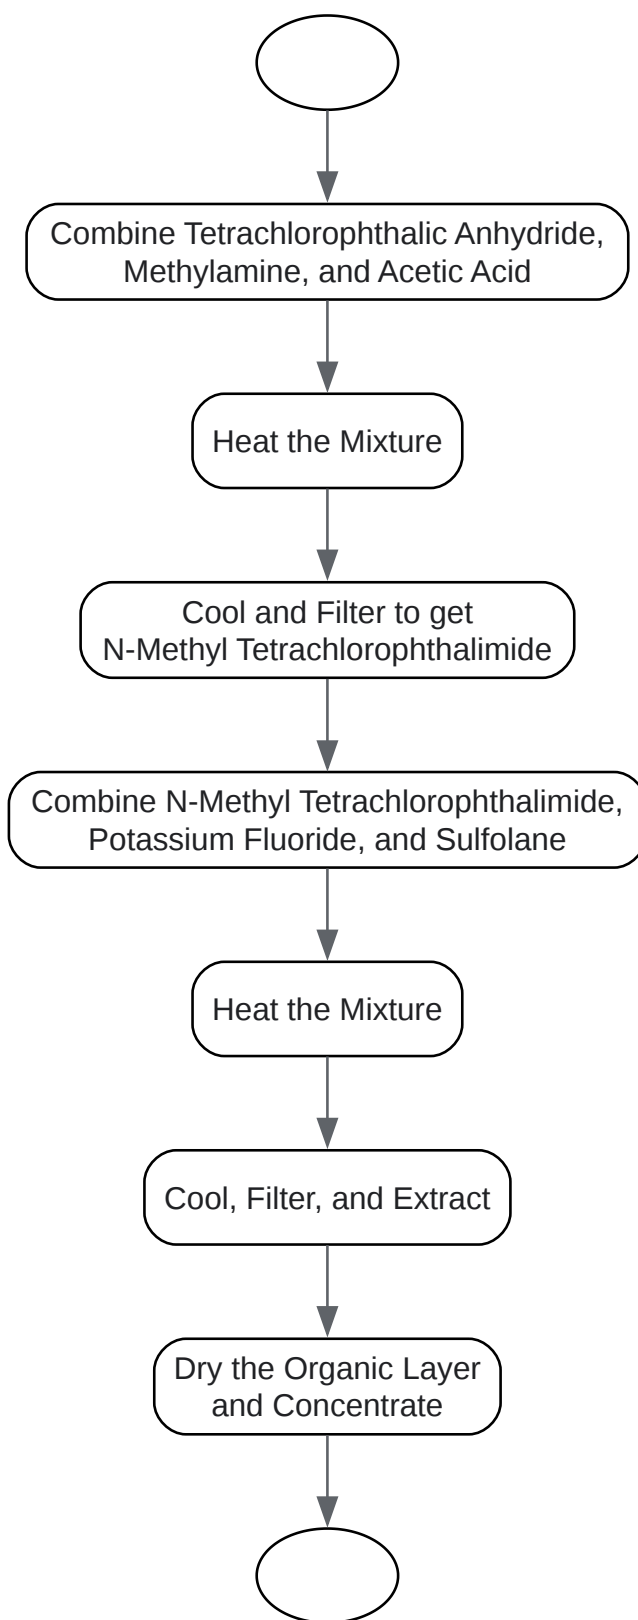 Combine Tetrachlorophthalic Anhydride,
Methylamine, and Acetic Acid
Heat the Mixture
Cool and Filter to get
N-Methyl Tetrachlorophthalimide
Combine N-Methyl Tetrachlorophthalimide,
Potassium Fluoride, and Sulfolane
Heat the Mixture
Cool, Filter, and Extract
Dry the Organic Layer
and Concentrate